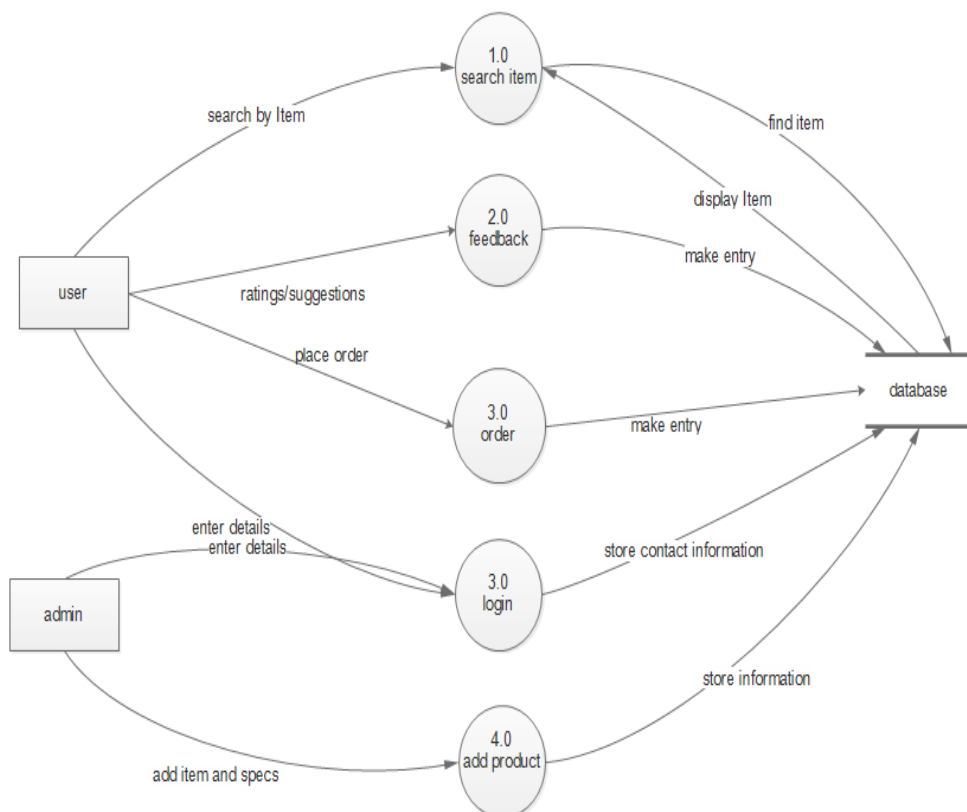 1.0
search item
search by Item
find item
display Item
2.0
feedback
make entry
user
ratings/suggestions
place order
database
3.0
order
make entry
enter details
enter details
store contact information
3.0
login
admin
store information
4.0
add product
add item and specs